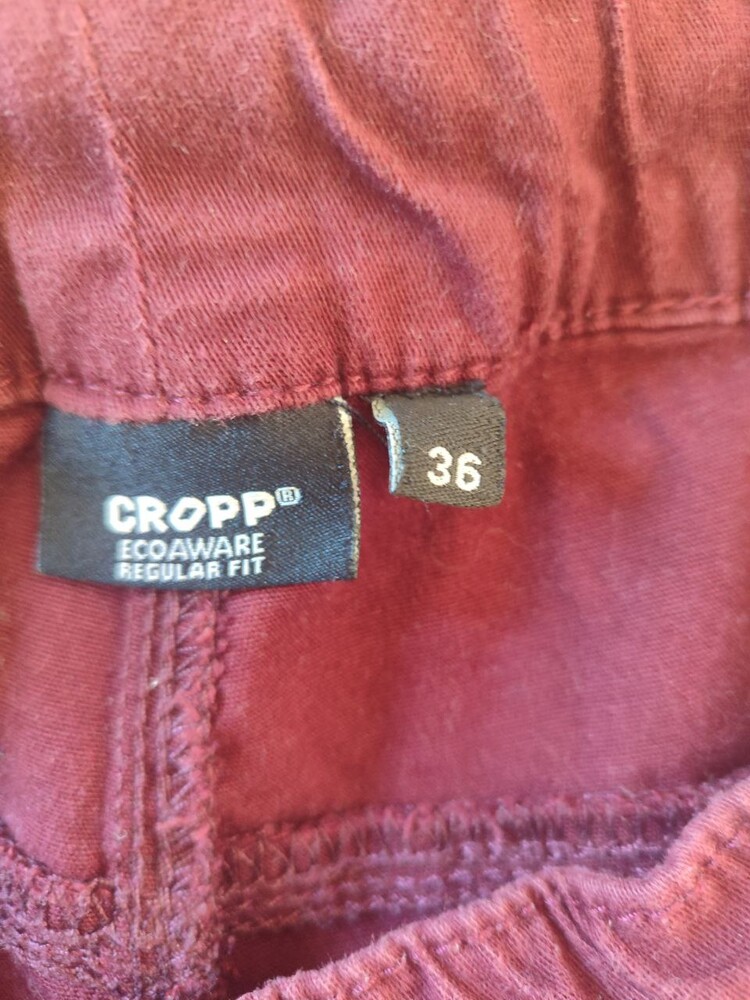 CROPP®
ECOAWARE
REGULAR FIT
36